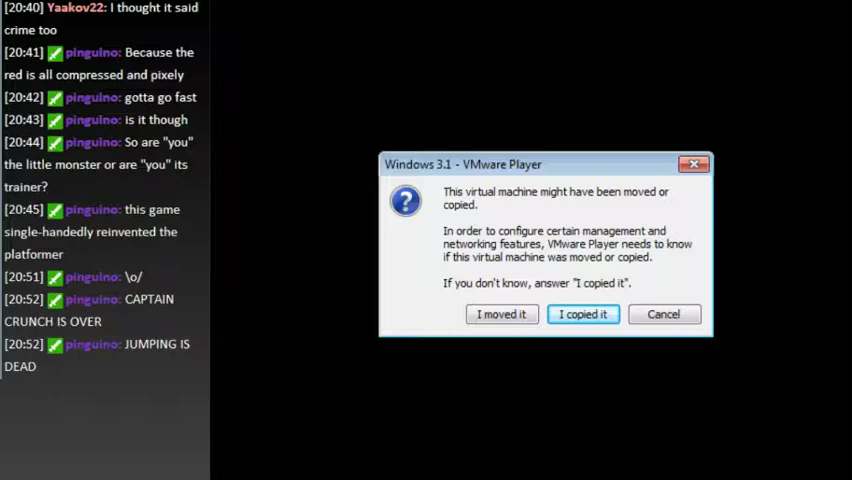 [20:40] Yaakov22: I thought it said
crime too
[20:41] pinguino: Because the
red is all compressed and pixely
[20:42] pinguino: gotta go fast
[20:43] pinguino: is it though
[20:44] pinguino: So are "you"
the little monster or are "you" its
trainer?
[20:45] pinguino: this game
single-handedly reinvented the
platformer
[20:51] pinguino: \o/
[20:52] pinguino: CAPTAIN
CRUNCH IS OVER
[20:52] pinguino: JUMPING IS
DEAD
Windows 3.1 - VMware Player
This virtual machine might have been moved or
copied.
In order to configure certain management and
networking features, VMware Player needs to know
if this virtual machine was moved or copied.
If you don't know, answer "I copied it".
I moved it
I copied it
Cancel